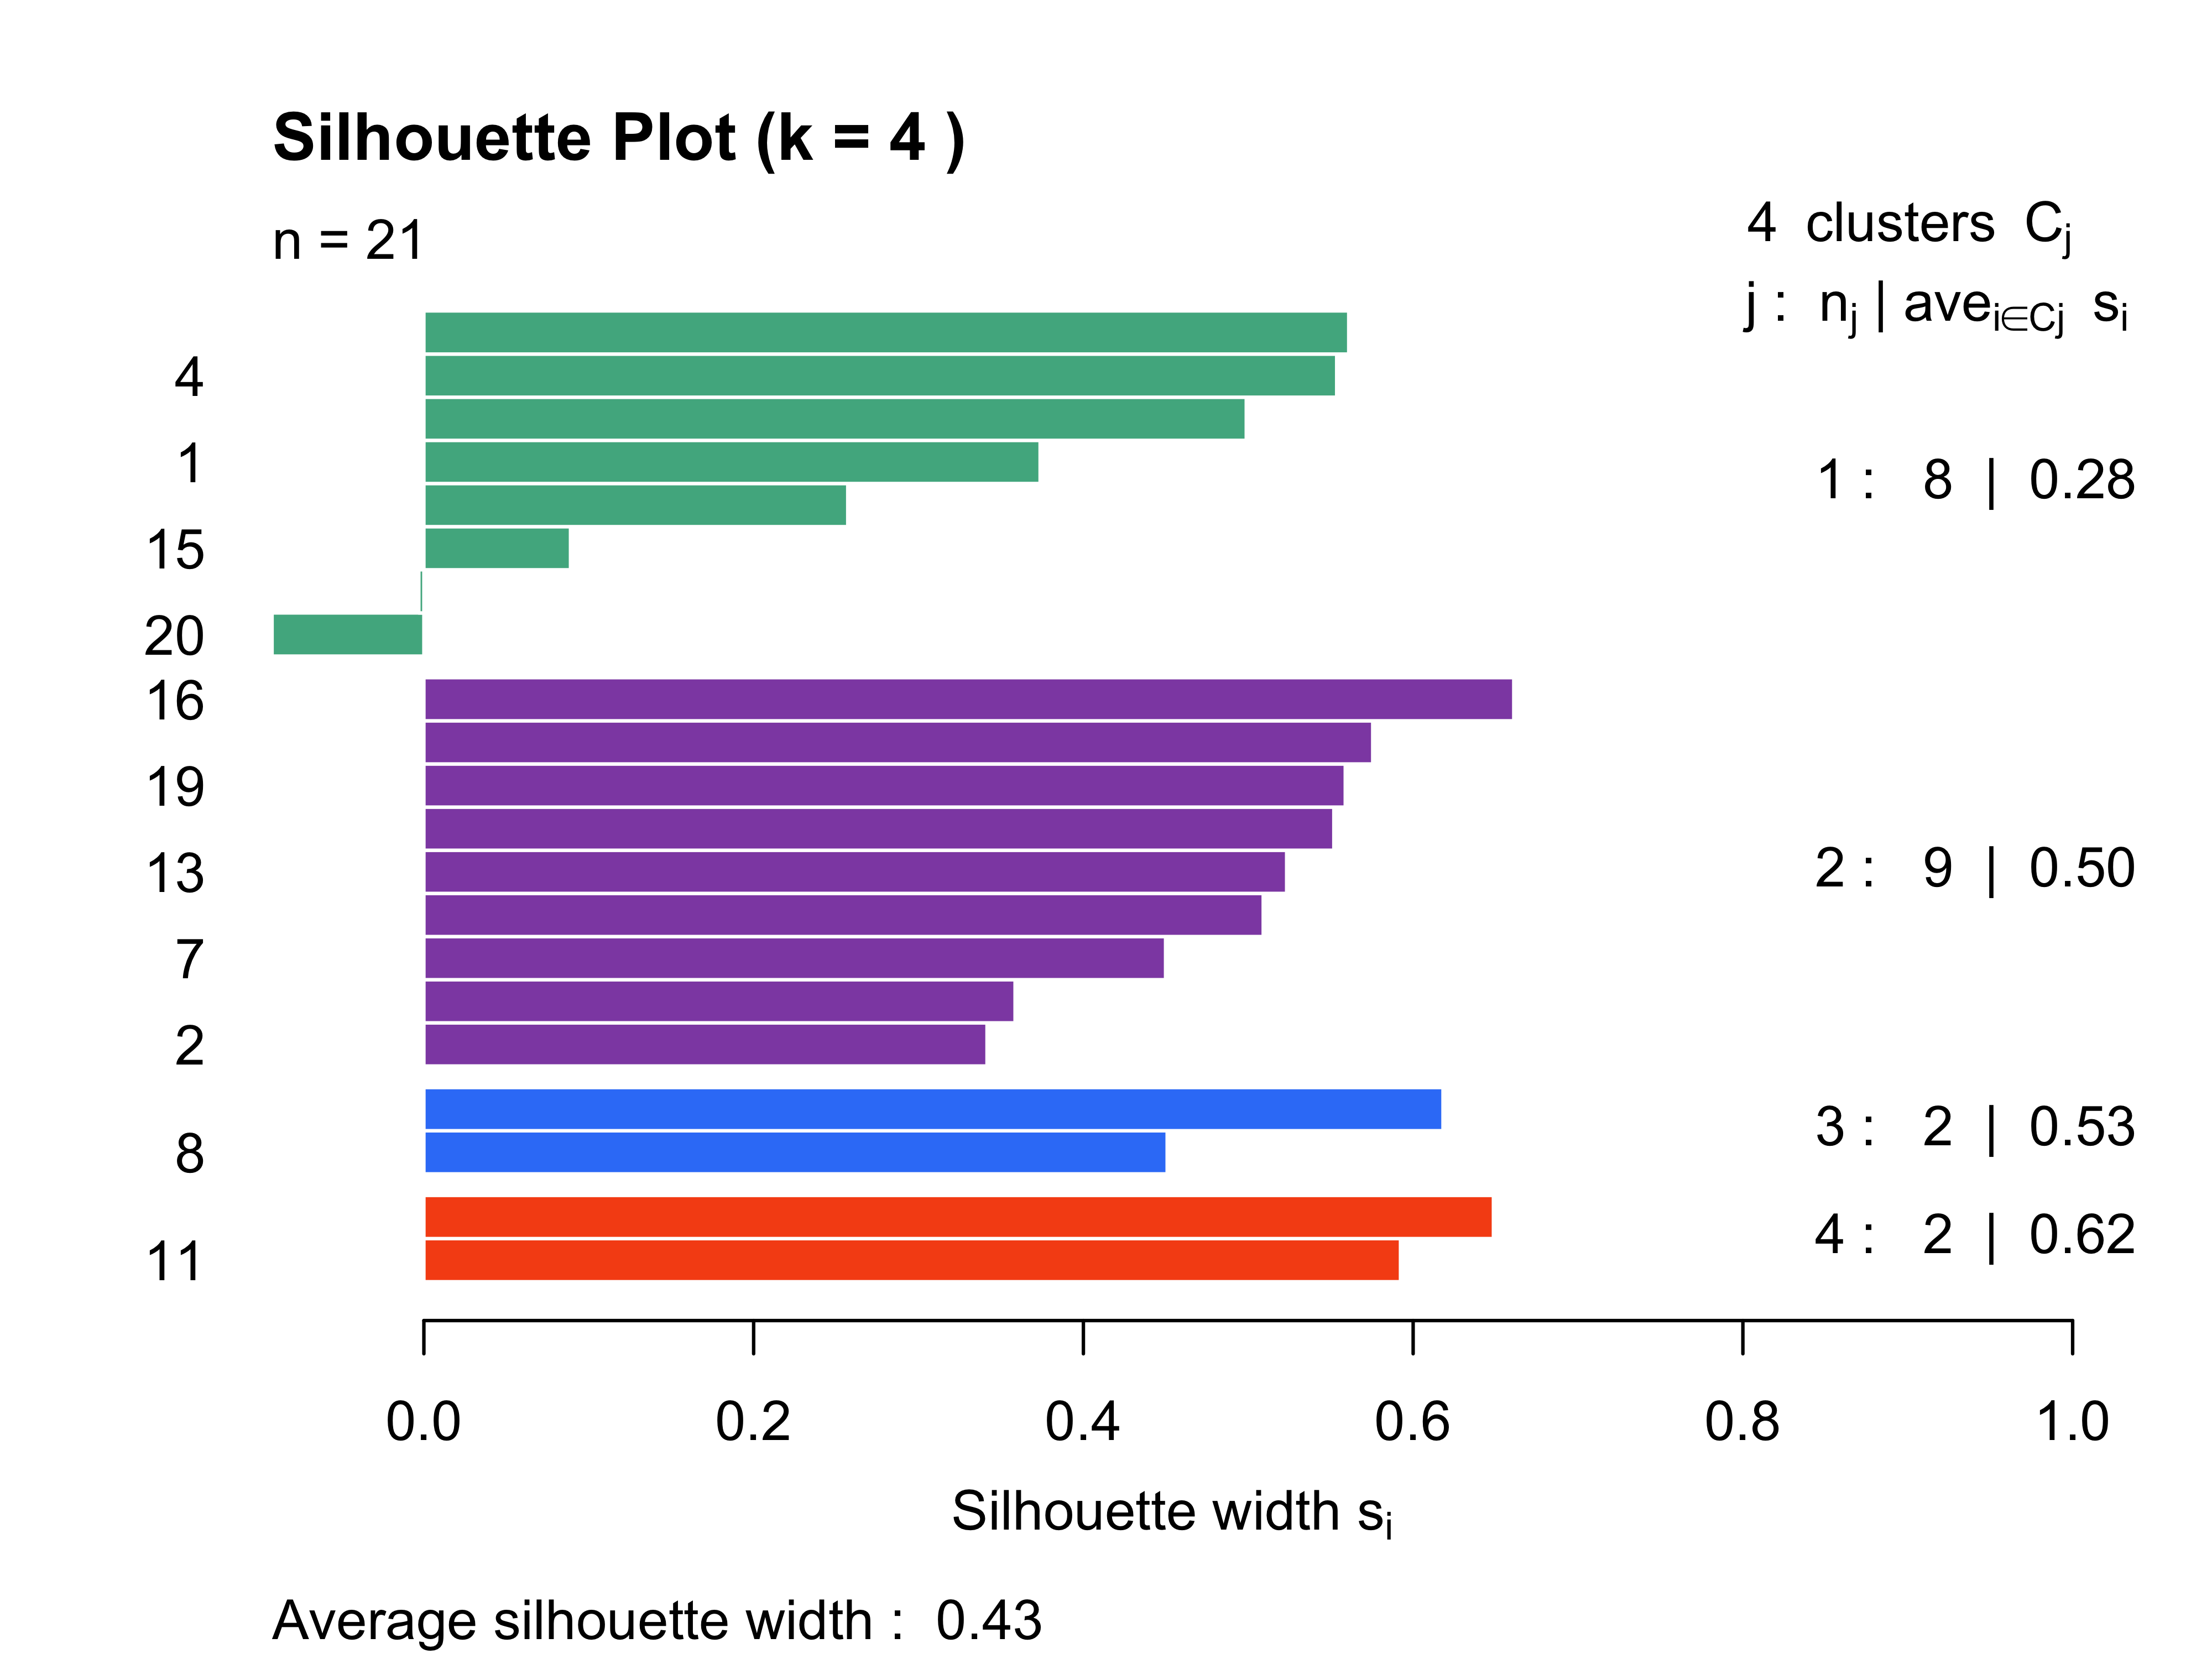 Silhouette Plot (k = 4 )
n = 21
4 clusters Cj
j : nj | avei∈Cj si
4
1
1 : 8 | 0.28
15
20
16
19
13
2 : 9 | 0.50
7
2
8
3 : 2 | 0.53
11
4 : 2 | 0.62
0.0 0.2 0.4 0.6 0.8 1.0
Silhouette width si
Average silhouette width : 0.43